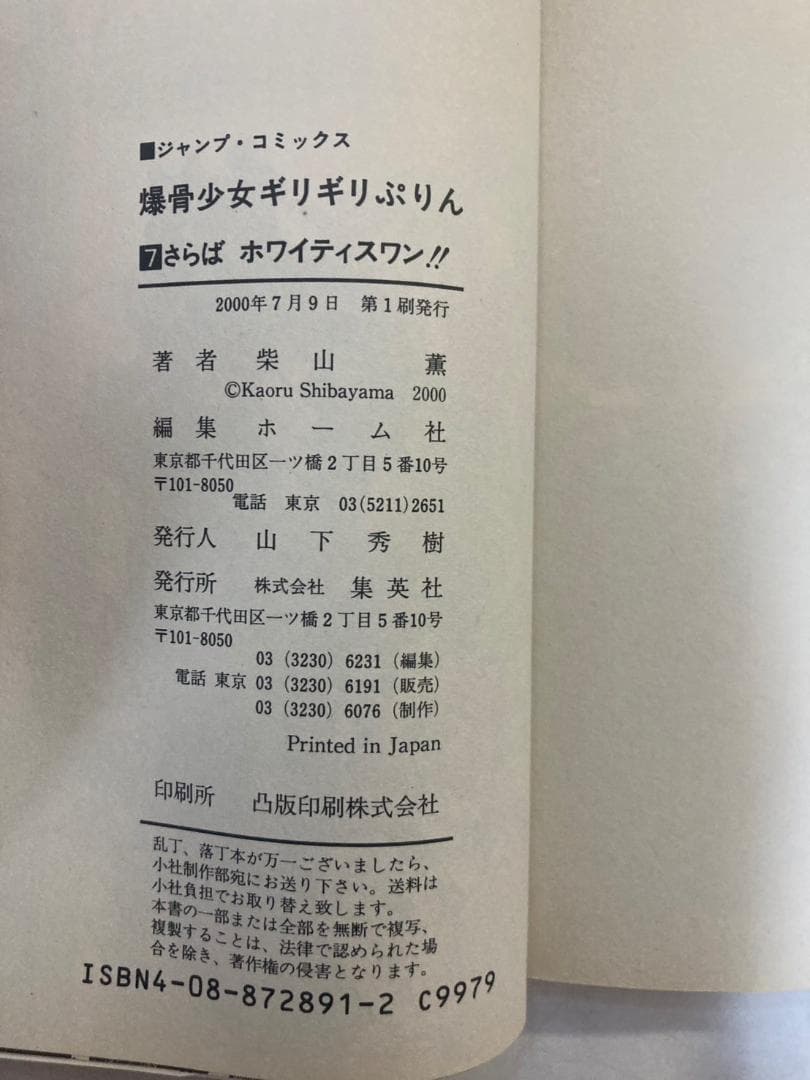 ■ジャンプ・コミックス
爆骨少女ギリギリぷりん
7さらば ホワイティスワン!!
2000年7月9日 第1刷発行
著者 柴山薫
©Kaoru Shibayama 2000
編集 ホーム社
東京都千代田区一ツ橋2丁目5番10号
〒101-8050
電話 東京 03(5211)2651
発行人 山下秀樹
発行所 株式会社 集英社
東京都千代田区一ツ橋2丁目5番10号
〒101-8050
03(3230)6231(編集)
電話 東京 03(3230)6191(販売)
03(3230)6076(制作)
Printed in Japan
印刷所 凸版印刷株式会社
乱丁、落丁本が万一ございましたら、
小社制作部宛にお送り下さい。送料は
小社負担でお取り替え致します。
本書の一部または全部を無断で複写、
複製することは、法律で認められた場
合を除き、著作権の侵害となります。
ISBN4-08-872891-2 C9979